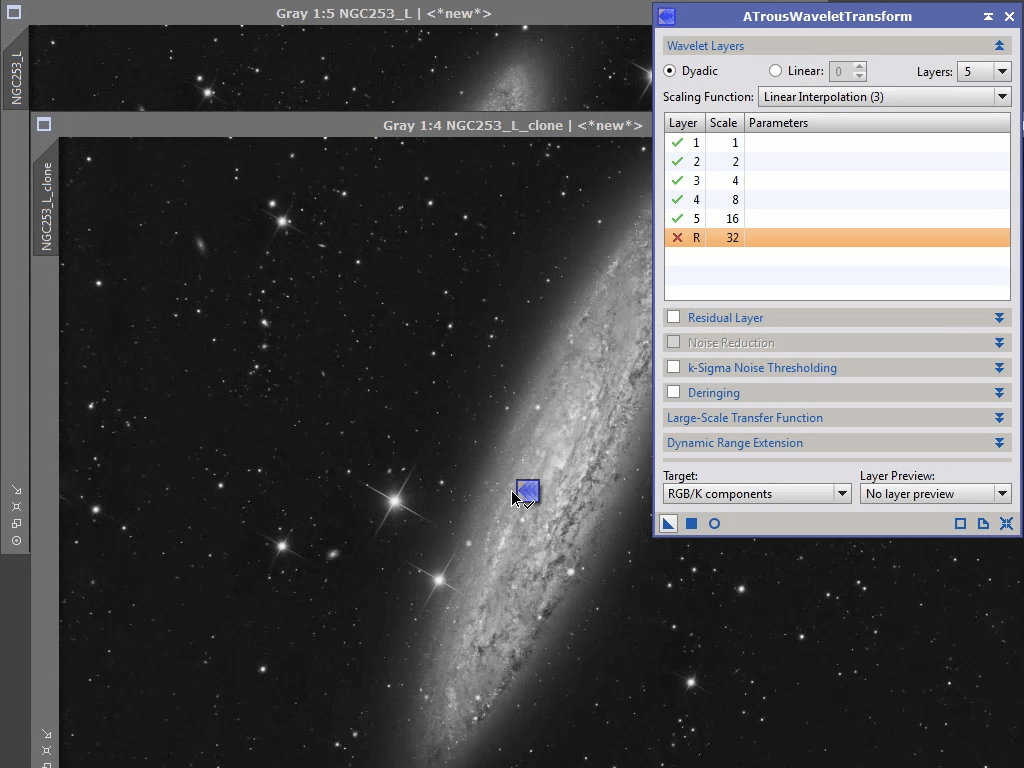 Gray 1:5 NGC253_L | <*new*>
NGC253_L
Gray 1:4 NGC253_L_clone | <*new*>
NGC253_L_clone
ATrousWaveletTransform
Wavelet Layers
Dyadic Linear: 0 Layers: 5
Scaling Function: Linear Interpolation (3)
Layer Scale Parameters
1 1
2 2
3 4
4 8
5 16
R 32
Residual Layer
Noise Reduction
k-Sigma Noise Thresholding
Deringing
Large-Scale Transfer Function
Dynamic Range Extension
Target: Layer Preview:
RGB/K components No layer preview